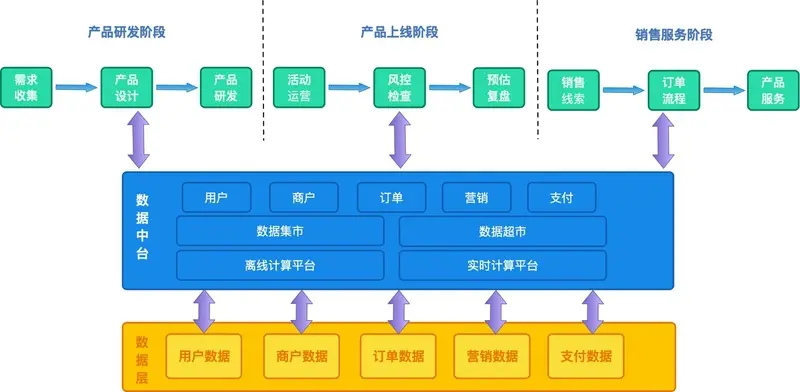 产品研发阶段
产品上线阶段
销售服务阶段
需求
收集
产品
设计
产品
研发
活动
运营
风控
检查
预估
复盘
销售
线索
订单
流程
产品
服务
数据中台
用户
商户
订单
营销
支付
数据集市
数据超市
离线计算平台
实时计算平台
数据层
用户数据
商户数据
订单数据
营销数据
支付数据